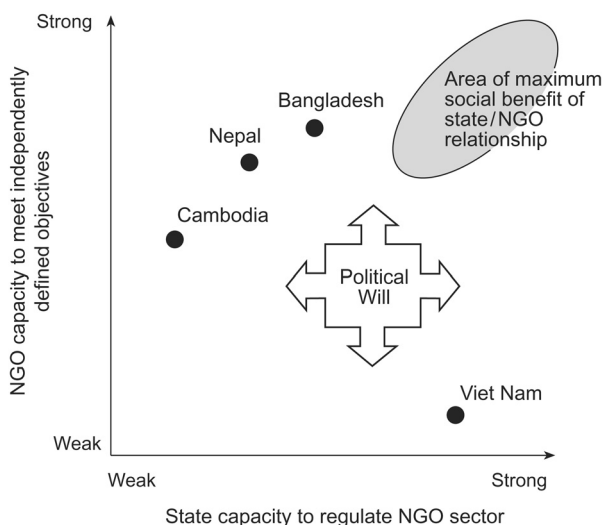 Strong
NGO capacity to meet independently
defined objectives
Bangladesh
Area of maximum
social benefit of
state/NGO
relationship
Nepal
Cambodia
Political
Will
Viet Nam
Weak
Weak
Strong
State capacity to regulate NGO sector